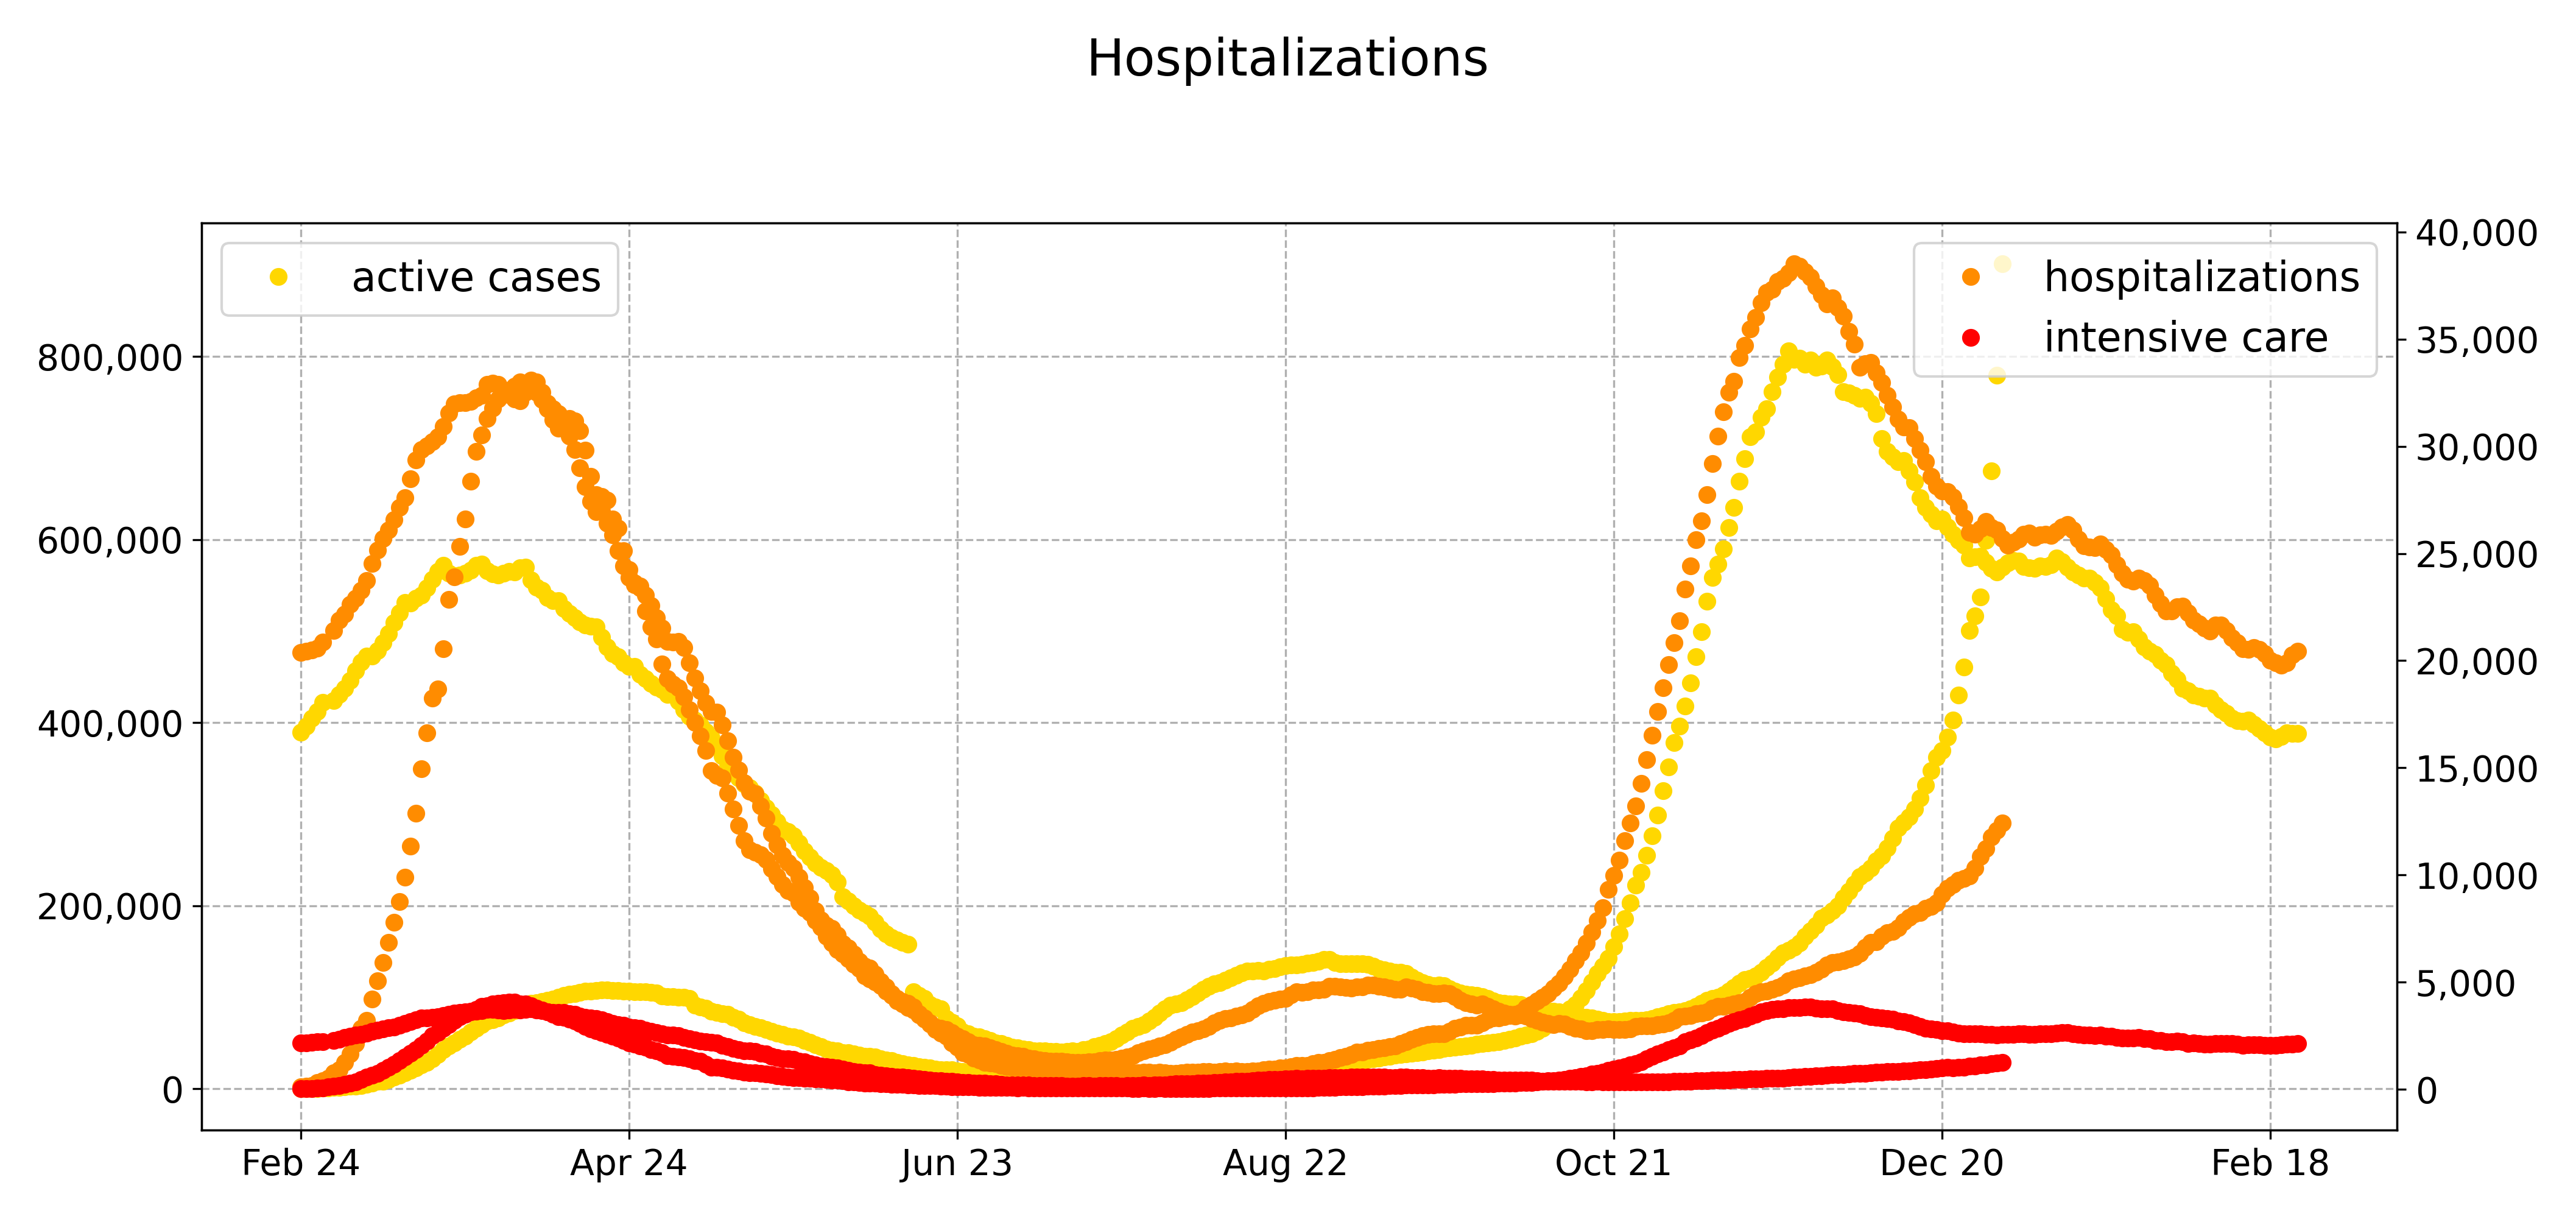 Hospitalizations
active cases
hospitalizations
intensive care
800,000
600,000
400,000
200,000
0
40,000
35,000
30,000
25,000
20,000
15,000
10,000
5,000
0
Feb 24
Apr 24
Jun 23
Aug 22
Oct 21
Dec 20
Feb 18